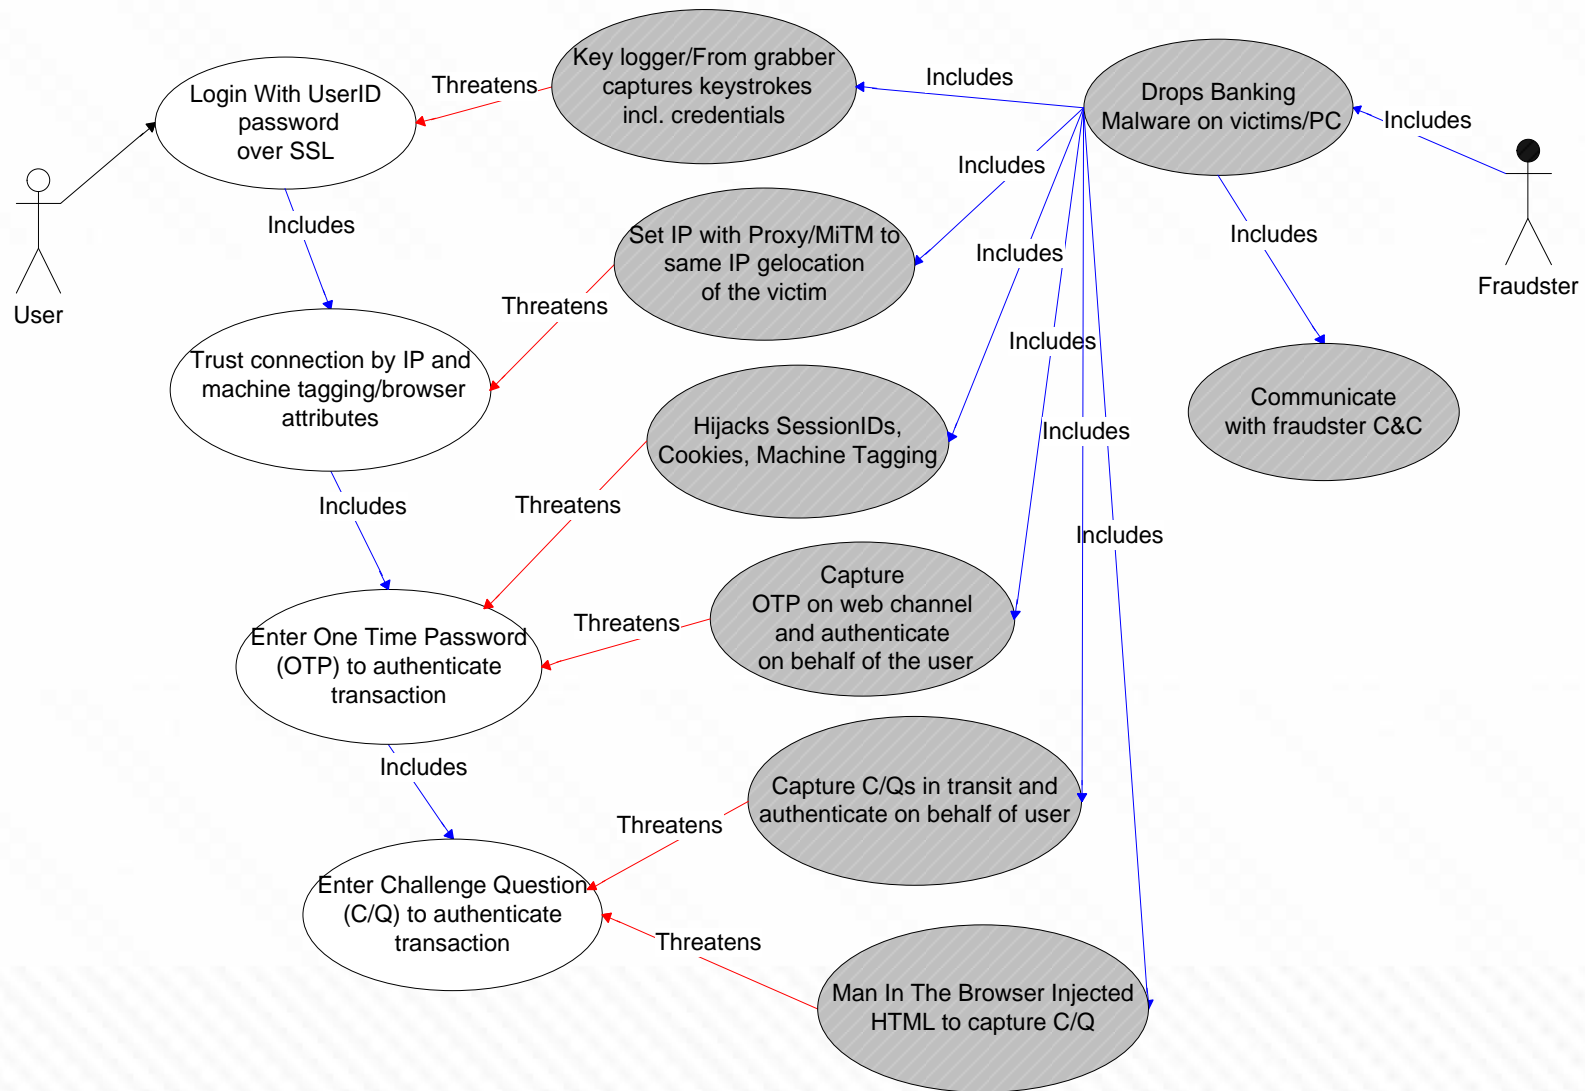 Key logger/From grabber
captures keystrokes
incl. credentials
Includes
Drops Banking
Malware on victims/PC
Includes
Threatens
Login With UserID
password
over SSL
User
Includes
Includes
Set IP with Proxy/MiTM to
same IP gelocation
of the victim
Includes
Includes
Fraudster
Threatens
Trust connection by IP and
machine tagging/browser
attributes
Includes
Communicate
with fraudster C&C
Hijacks SessionIDs,
Cookies, Machine Tagging
Includes
Includes
Threatens
Includes
Capture
OTP on web channel
and authenticate
on behalf of the user
Threatens
Enter One Time Password
(OTP) to authenticate
transaction
Includes
Capture C/Qs in transit and
authenticate on behalf of user
Threatens
Enter Challenge Question
(C/Q) to authenticate
transaction
Threatens
Man In The Browser Injected
HTML to capture C/Q